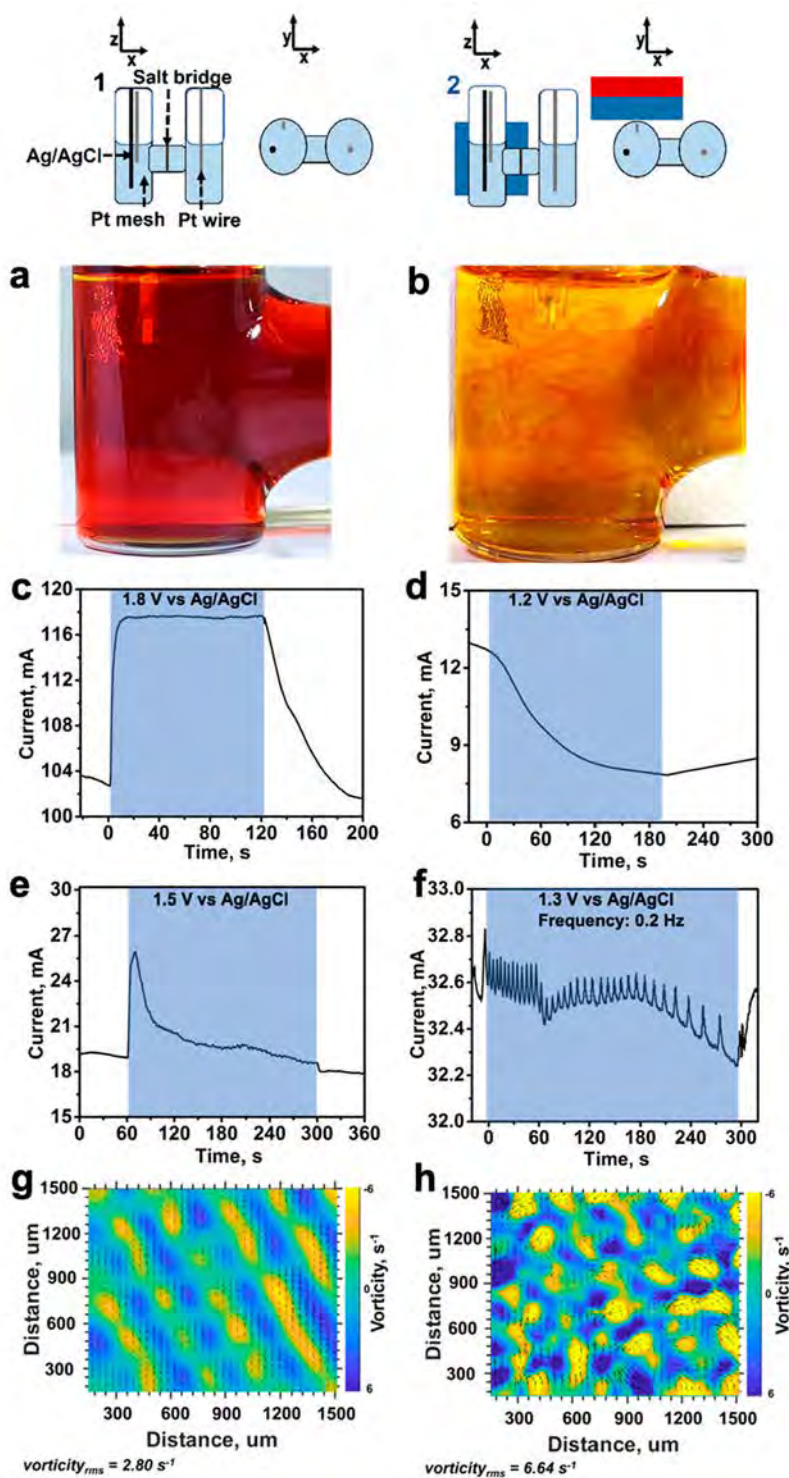 z
x
y
x
z
x
y
x
1
Salt bridge
2
Ag/AgCl
Pt mesh
Pt wire
a
b
c
1.8 V vs Ag/AgCl
Current, mA
120
116
112
108
104
100
0 40 80 120 160 200
Time, s
d
1.2 V vs Ag/AgCl
Current, mA
15
12
9
6
0 60 120 180 240 300
Time, s
e
1.5 V vs Ag/AgCl
Current, mA
30
27
24
21
18
15
0 60 120 180 240 300 360
Time, s
f
1.3 V vs Ag/AgCl
Frequency: 0.2 Hz
Current, mA
33.0
32.8
32.6
32.4
32.2
32.0
0 60 120 180 240 300
Time, s
g
Distance, um
1500
1200
900
600
300
300 600 900 1200 1500
Distance, um
-6
0
6
Vorticity, s-1
vorticityrms = 2.80 s-1
h
Distance, um
1500
1200
900
600
300
300 600 900 1200 1500
Distance, um
-6
0
6
Vorticity, s-1
vorticityrms = 6.64 s-1